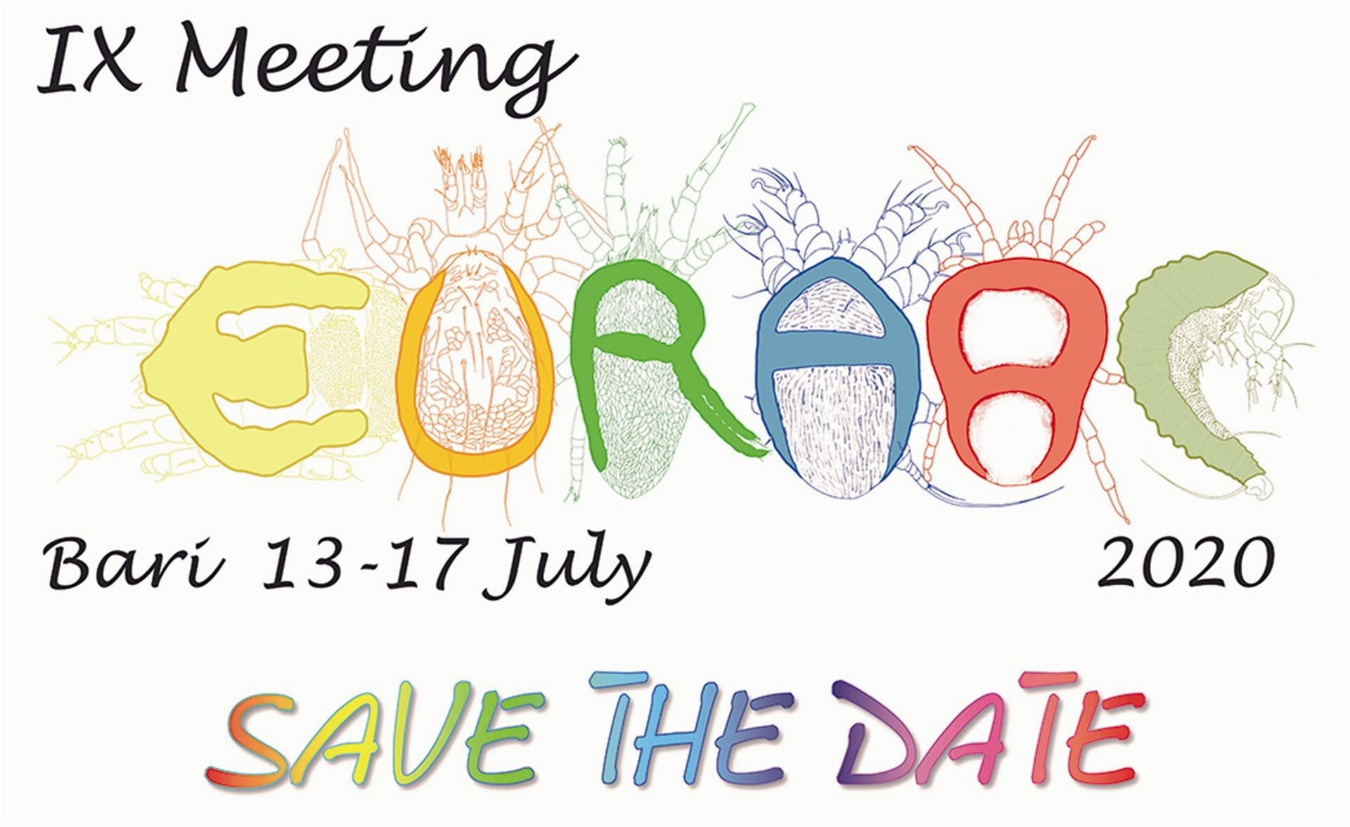 IX Meeting
EURAAC
Bari 13-17 July 2020
SAVE THE DATE